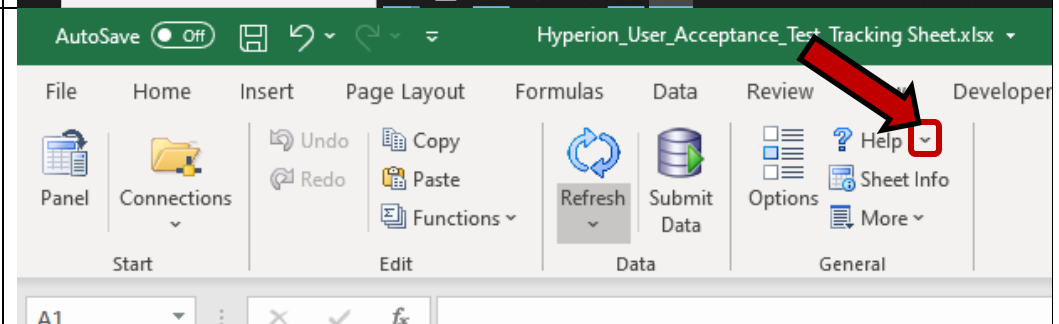 AutoSave Off Hyperion_User_Acceptance_Test_Tracking Sheet.xlsx
File Home Insert Page Layout Formulas Data Review Developer
Undo Copy Help
Redo Paste Sheet Info
Panel Connections Functions Refresh Submit Data Options More
Start Edit Data General
A1 fx